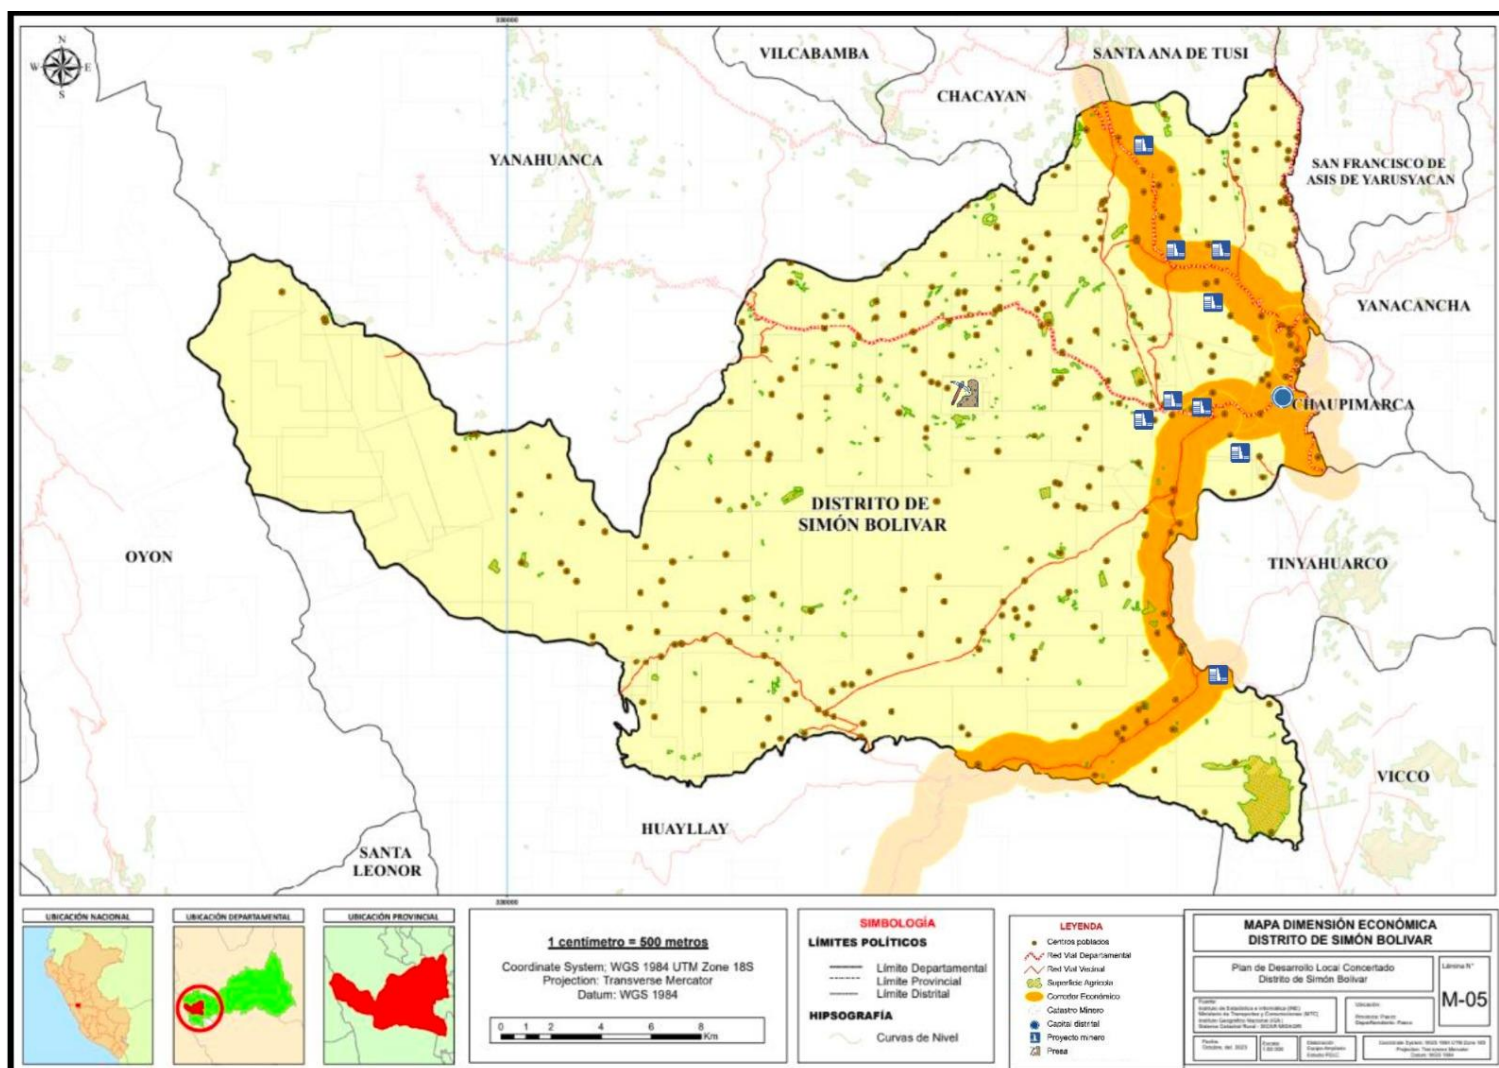 330000
N
W E
S
VILCABAMBA
SANTA ANA DE TUSI
CHACAYAN
YANAHUANCA
SAN FRANCISCO DE
ASIS DE YARUSYACAN
YANACANCHA
CHAUPIMARCA
DISTRITO DE
SIMÓN BOLIVAR
OYON
TINYAHUARCO
VICCO
HUAYLLAY
SANTA
LEONOR
330000
UBICACIÓN NACIONAL
UBICACIÓN DEPARTAMENTAL
UBICACIÓN PROVINCIAL
1 centímetro = 500 metros
Coordinate System: WGS 1984 UTM Zone 18S
Projection: Transverse Mercator
Datum: WGS 1984
0 1 2 4 6 8
Km
SIMBOLOGÍA
LÍMITES POLÍTICOS
Límite Departamental
Límite Provincial
Límite Distrital
HIPSOGRAFÍA
Curvas de Nivel
LEYENDA
Centros poblados
Red Vial Departamental
Red Vial Vecinal
Superficie Agricola
Corredor Económico
Catastro Minero
Capital distrital
Proyecto minero
Presa
MAPA DIMENSIÓN ECONÓMICA
DISTRITO DE SIMÓN BOLIVAR
Plan de Desarrollo Local Concertado
Distrito de Simón Bolivar
Lámina N°
M-05